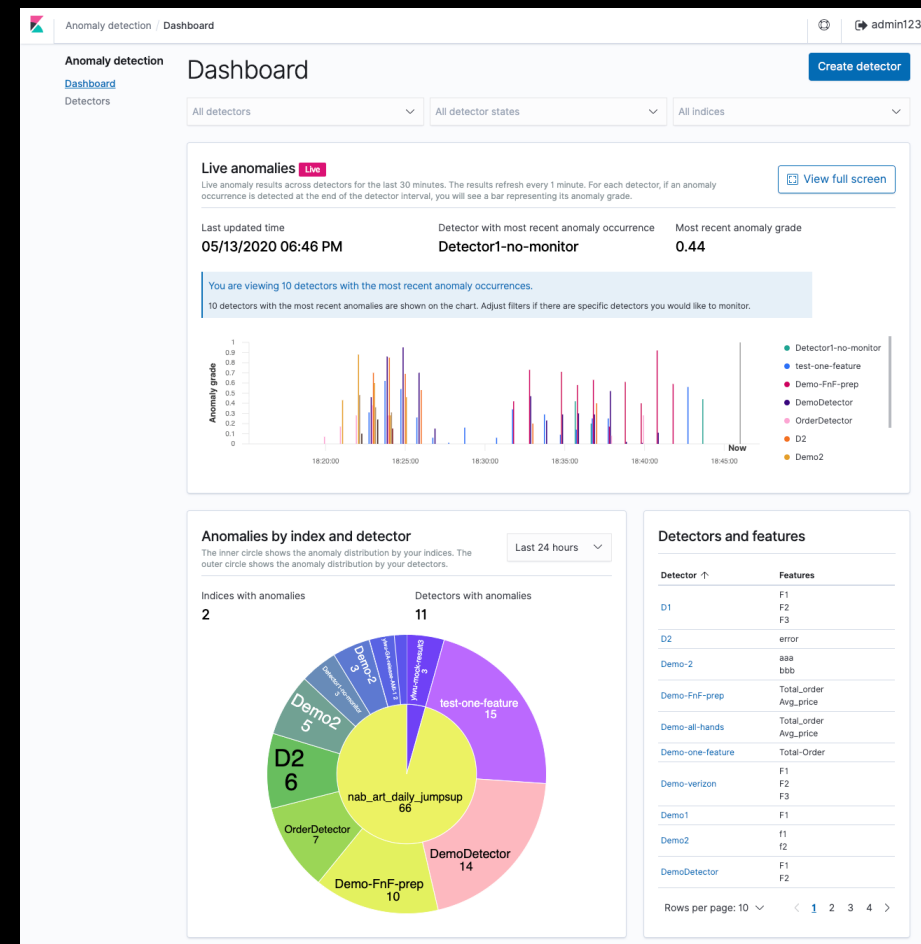 Anomaly detection / Dashboard
admin123
Anomaly detection
Dashboard
Detectors
Dashboard
Create detector
All detectors
All detector states
All indices
Live anomalies Live
Live anomaly results across detectors for the last 30 minutes. The results refresh every 1 minute. For each detector, if an anomaly
occurrence is detected at the end of the detector interval, you will see a bar representing its anomaly grade.
View full screen
Last updated time
05/13/2020 06:46 PM
Detector with most recent anomaly occurrence
Detector1-no-monitor
Most recent anomaly grade
0.44
You are viewing 10 detectors with the most recent anomaly occurrences.
10 detectors with the most recent anomalies are shown on the chart. Adjust filters if there are specific detectors you would like to monitor.
Anomaly grade
1
0.9
0.8
0.7
0.6
0.5
0.4
0.3
0.2
0.1
0
18:20:00
18:25:00
18:30:00
18:35:00
18:40:00
18:45:00
Now
Detector1-no-monitor
test-one-feature
Demo-FnF-prep
DemoDetector
OrderDetector
D2
Demo2
Anomalies by index and detector
The inner circle shows the anomaly distribution by your indices. The
outer circle shows the anomaly distribution by your detectors.
Last 24 hours
Indices with anomalies
2
Detectors with anomalies
11
ylwu-mock-result3
3
test-one-feature
15
DemoDetector
14
Demo-FnF-prep
10
OrderDetector
7
D2
6
Demo2
5
Detector1-no-monitor
3
Demo-2
3
nab_art_daily_jumpsup
66
Detectors and features
Detector ↑ Features
D1
F1
F2
F3
D2
error
Demo-2
aaa
bbb
Demo-FnF-prep
Total_order
Avg_price
Demo-all-hands
Total_order
Avg_price
Demo-one-feature
Total-Order
Demo-verizon
F1
F2
F3
Demo1
F1
Demo2
f1
f2
DemoDetector
F1
F2
Rows per page: 10
1 2 3 4